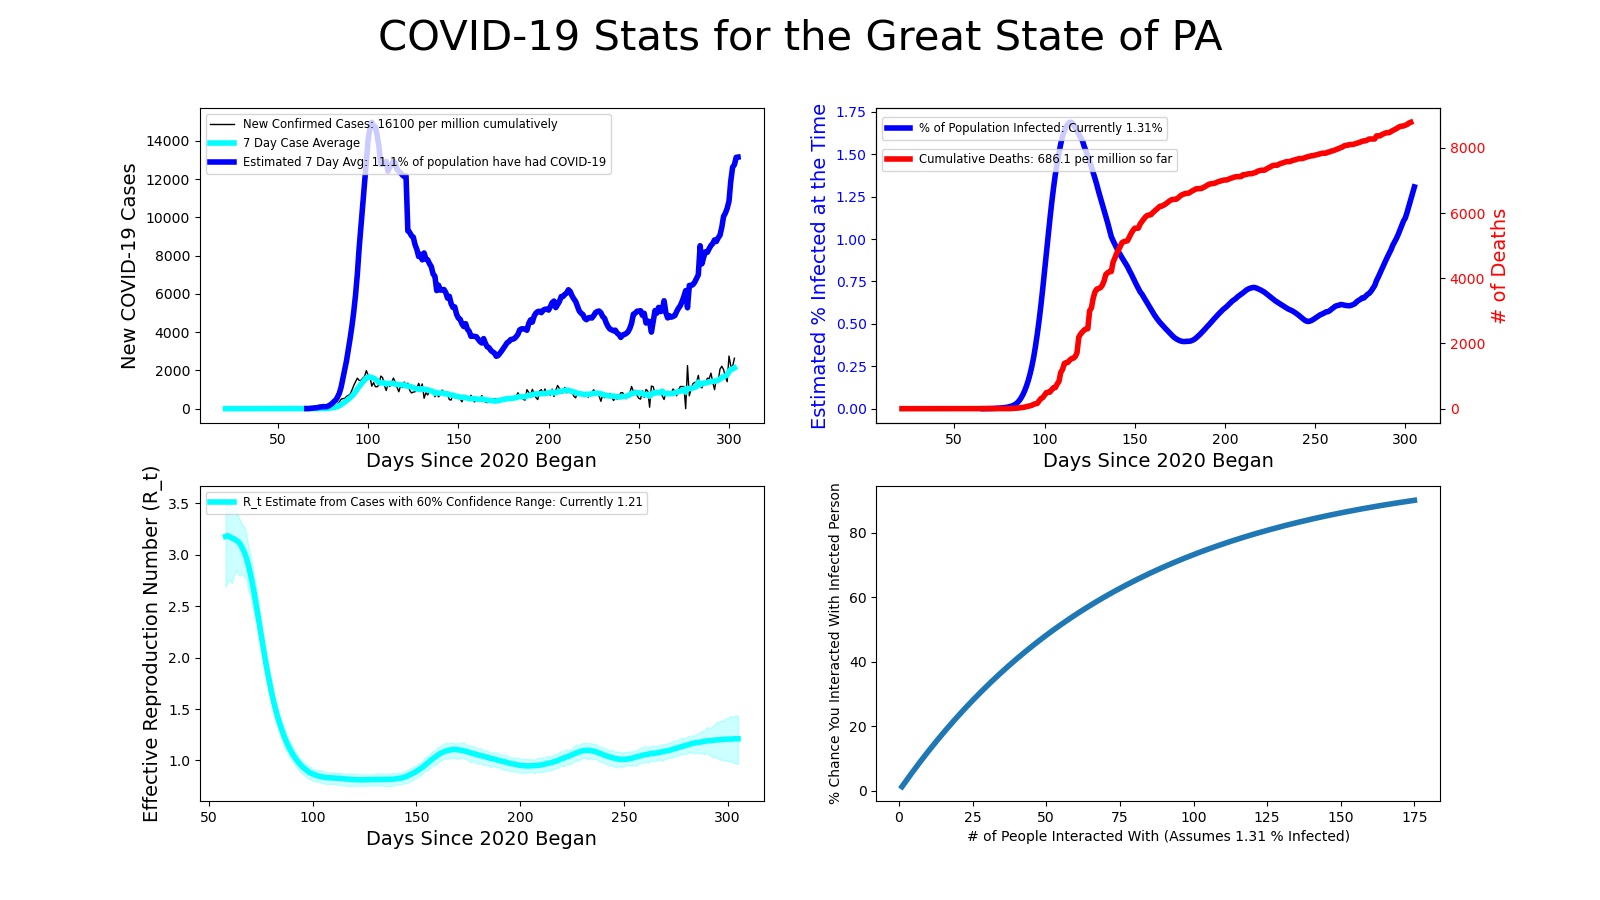 COVID-19 Stats for the Great State of PA
New COVID-19 Cases
14000
12000
10000
8000
6000
4000
2000
0
New Confirmed Cases: 16100 per million cumulatively
7 Day Case Average
Estimated 7 Day Avg: 11.1% of population have had COVID-19
50 100 150 200 250 300
Days Since 2020 Began
Estimated % Infected at the Time
1.75
1.50
1.25
1.00
0.75
0.50
0.25
0.00
% of Population Infected: Currently 1.31%
Cumulative Deaths: 686.1 per million so far
8000
6000
4000
2000
0
# of Deaths
50 100 150 200 250 300
Days Since 2020 Began
Effective Reproduction Number (R_t)
3.5
3.0
2.5
2.0
1.5
1.0
R_t Estimate from Cases with 60% Confidence Range: Currently 1.21
50 100 150 200 250 300
Days Since 2020 Began
% Chance You Interacted With Infected Person
80
60
40
20
0
0 25 50 75 100 125 150 175
# of People Interacted With (Assumes 1.31 % Infected)